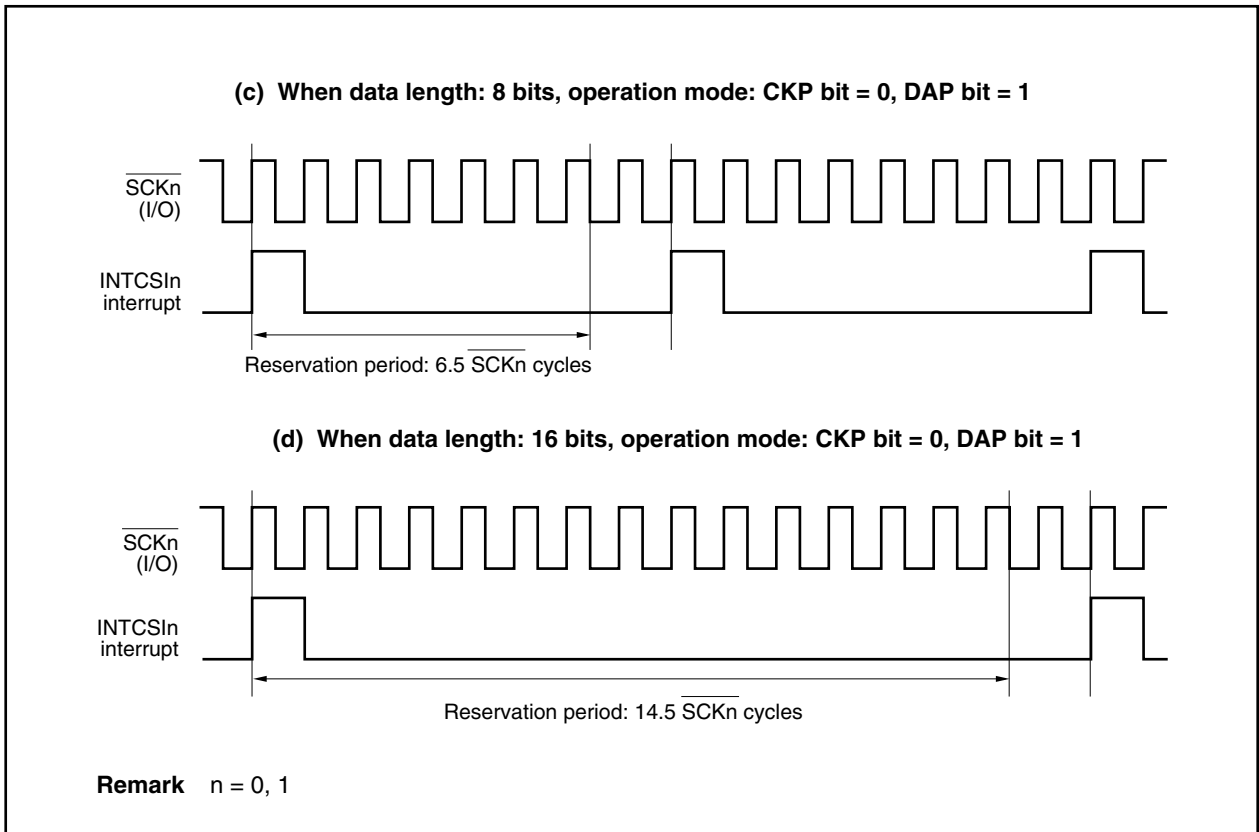 (c) When data length: 8 bits, operation mode: CKP bit = 0, DAP bit = 1
SCKn
(I/O)
INTCSIn
interrupt
Reservation period: 6.5 SCKn cycles
(d) When data length: 16 bits, operation mode: CKP bit = 0, DAP bit = 1
SCKn
(I/O)
INTCSIn
interrupt
Reservation period: 14.5 SCKn cycles
Remark n = 0, 1